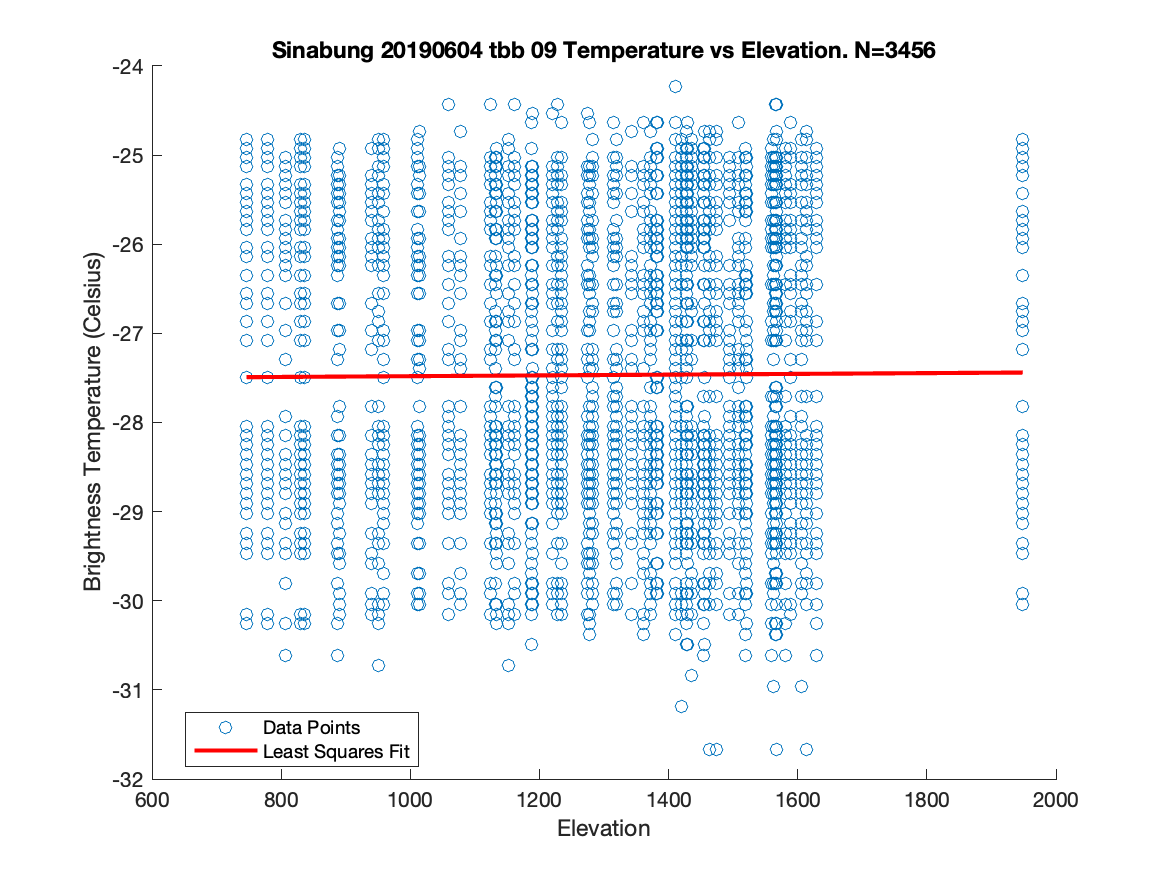 Sinabung 20190604 tbb 09 Temperature vs Elevation. N=3456
-24
-25
-26
-27
-28
-29
-30
-31
-32
Brightness Temperature (Celsius)
Data Points
Least Squares Fit
600 800 1000 1200 1400 1600 1800 2000
Elevation